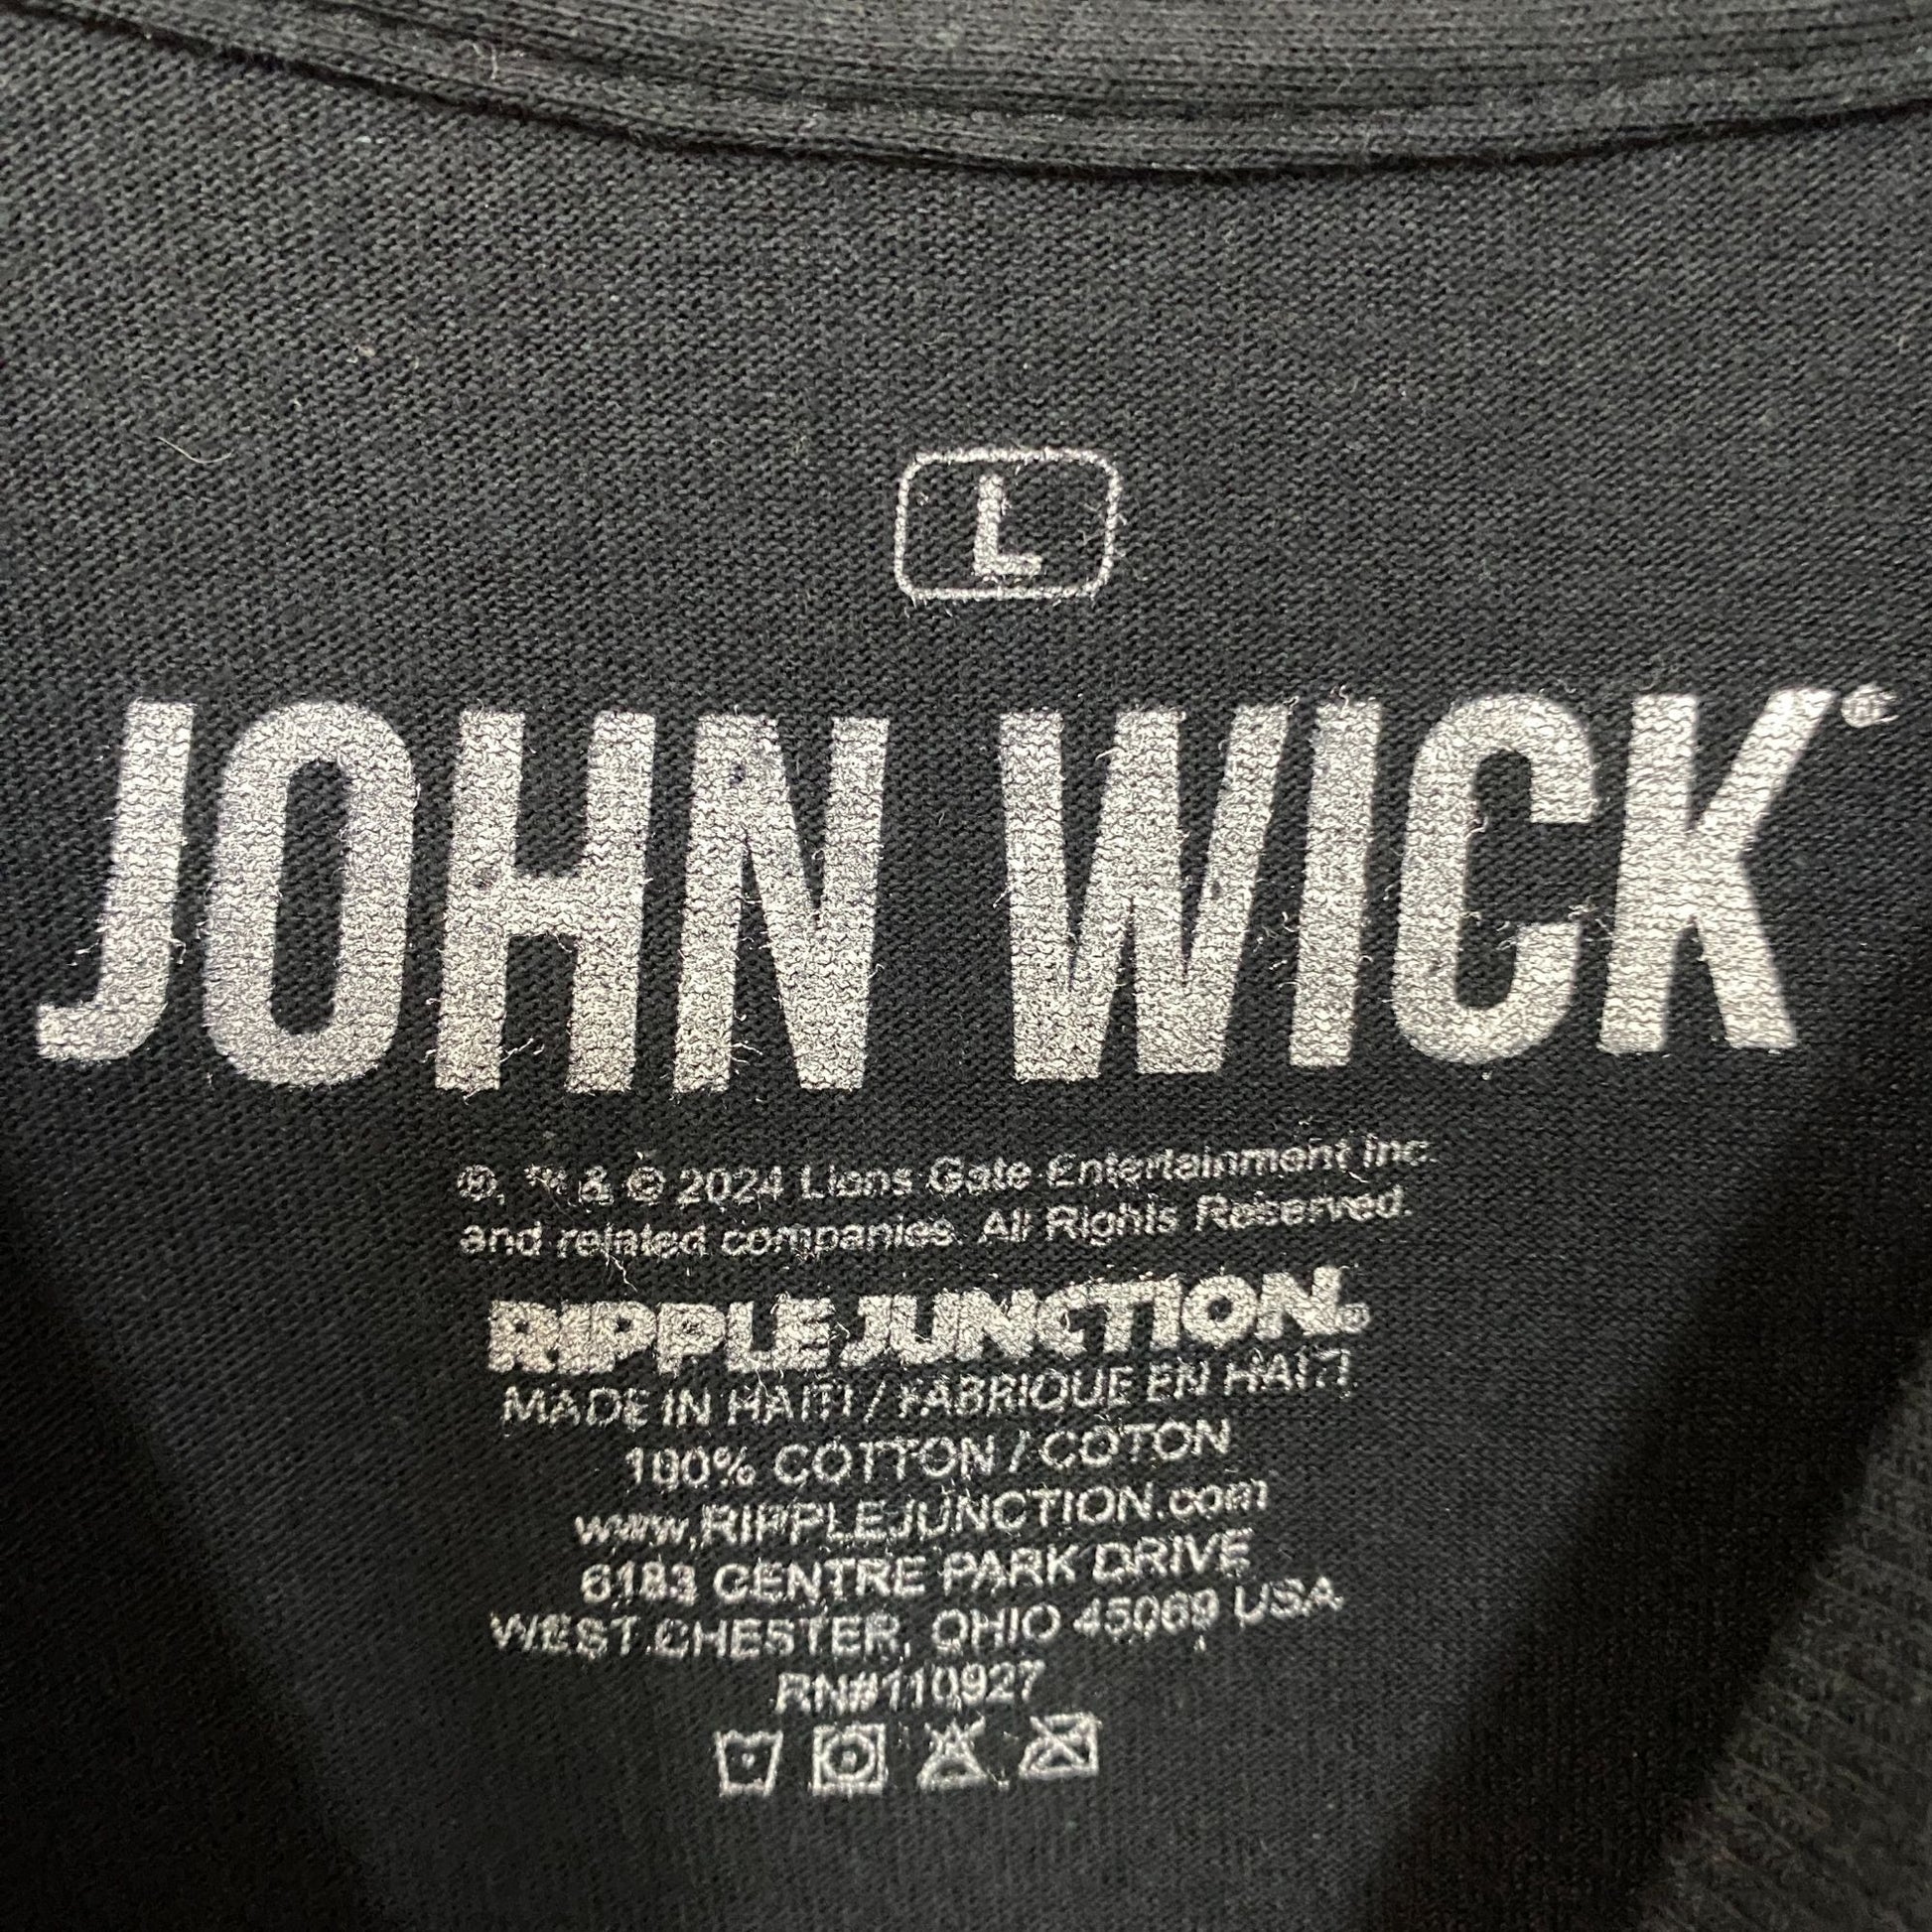 L
JOHN WICK®
®, ™ & © 2024 Lions Gate Entertainment Inc.
and related companies. All Rights Reserved.
RIPPLE JUNCTION®
MADE IN HAITI / FABRIQUE EN HAITI
100% COTTON / COTON
www.RIPPLEJUNCTION.com
6183 CENTRE PARK DRIVE
WEST CHESTER, OHIO 45069 USA
RN#110927